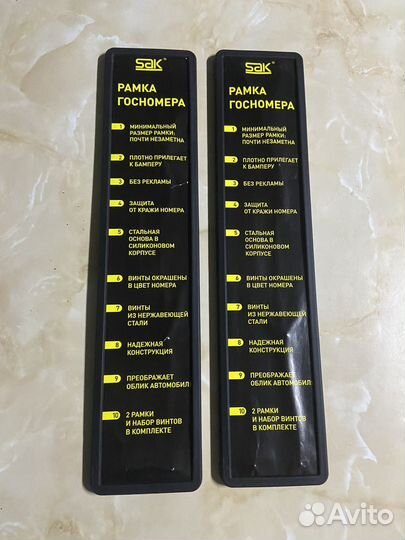 SAK®
РАМКА
ГОСНОМЕРА
1 МИНИМАЛЬНЫЙ
РАЗМЕР РАМКИ:
ПОЧТИ НЕЗАМЕТНА
2 ПЛОТНО ПРИЛЕГАЕТ
К БАМПЕРУ
3 БЕЗ РЕКЛАМЫ
4 ЗАЩИТА
ОТ КРАЖИ НОМЕРА
5 СТАЛЬНАЯ
ОСНОВА В
СИЛИКОНОВОМ
КОРПУСЕ
6 ВИНТЫ ОКРАШЕНЫ
В ЦВЕТ НОМЕРА
7 ВИНТЫ
ИЗ НЕРЖАВЕЮЩЕЙ
СТАЛИ
8 НАДЕЖНАЯ
КОНСТРУКЦИЯ
9 ПРЕОБРАЖАЕТ
ОБЛИК АВТОМОБИЛ
10 2 РАМКИ
И НАБОР ВИНТОВ
В КОМПЛЕКТЕ
SAK®
РАМКА
ГОСНОМЕРА
1 МИНИМАЛЬНЫЙ
РАЗМЕР РАМКИ:
ПОЧТИ НЕЗАМЕТНА
2 ПЛОТНО ПРИЛЕГАЕТ
К БАМПЕРУ
3 БЕЗ РЕКЛАМЫ
4 ЗАЩИТА
ОТ КРАЖИ НОМЕРА
5 СТАЛЬНАЯ
ОСНОВА В
СИЛИКОНОВОМ
КОРПУСЕ
6 ВИНТЫ ОКРАШЕНЫ
В ЦВЕТ НОМЕРА
7 ВИНТЫ
ИЗ НЕРЖАВЕЮЩЕЙ
СТАЛИ
8 НАДЕЖНАЯ
КОНСТРУКЦИЯ
9 ПРЕОБРАЖАЕТ
ОБЛИК АВТОМОБИЛ
10 2 РАМКИ
И НАБОР ВИНТОВ
В КОМПЛЕКТЕ
Avito